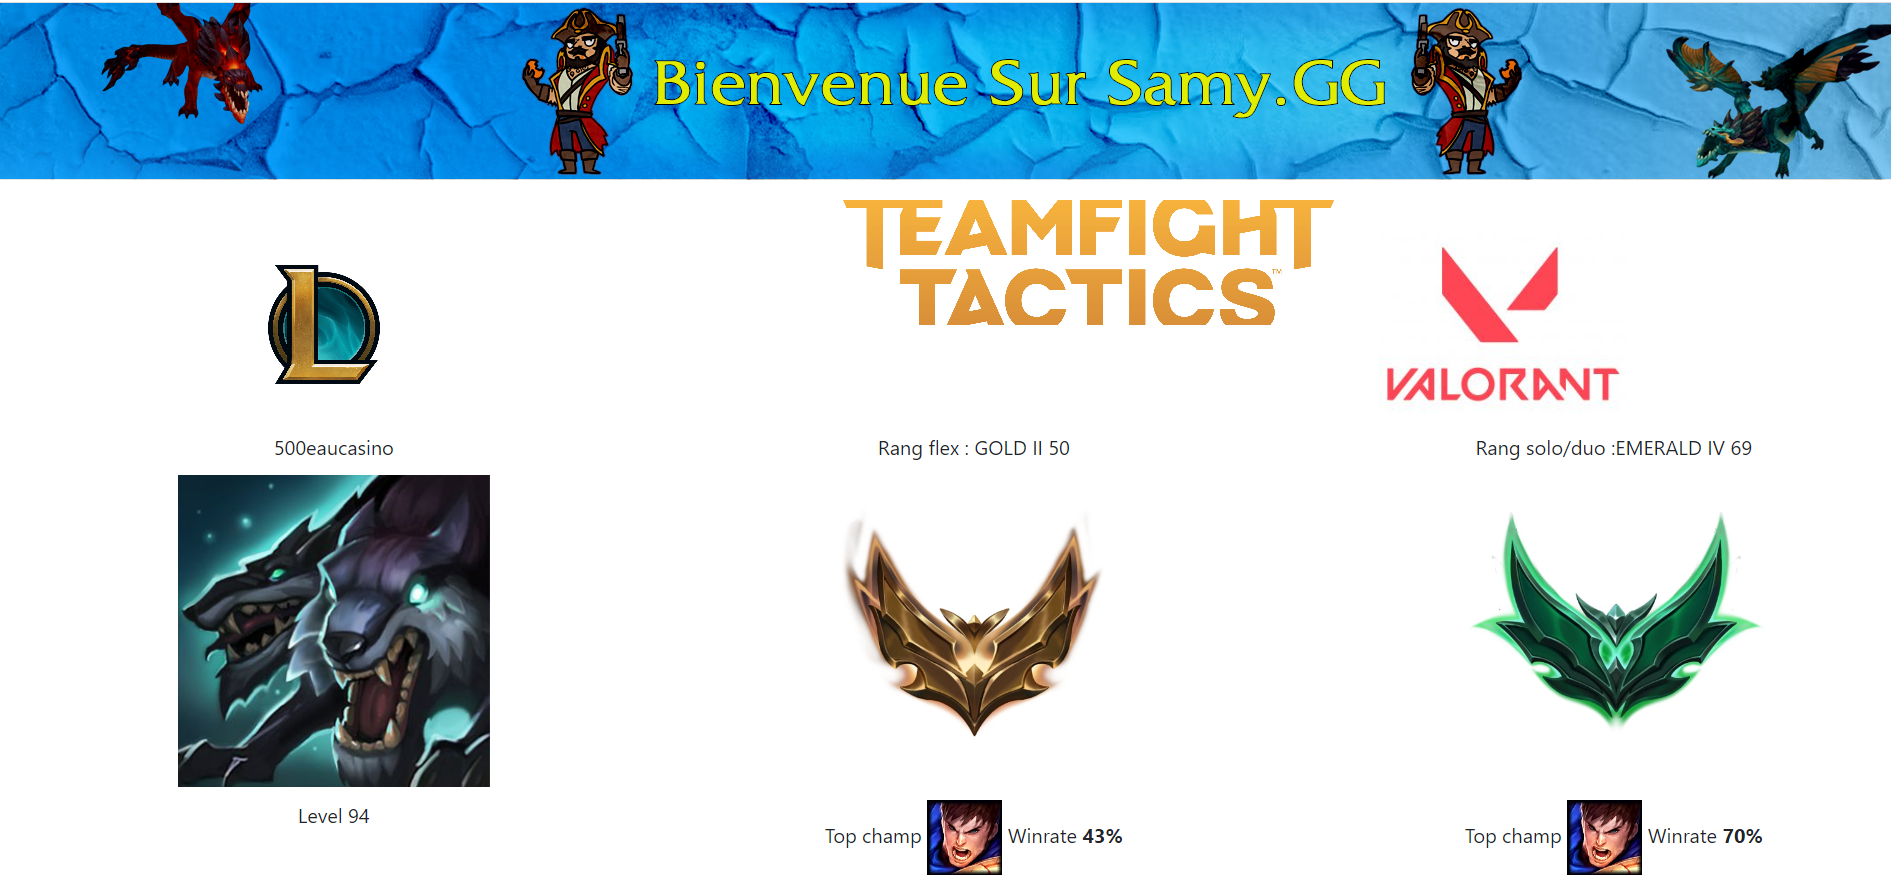 Bienvenue Sur Samy.GG
TEAMFIGHT
TACTICS™
VALORANT
500eaucasino
Rang flex : GOLD II 50
Rang solo/duo :EMERALD IV 69
Level 94
Top champ Winrate 43%
Top champ Winrate 70%